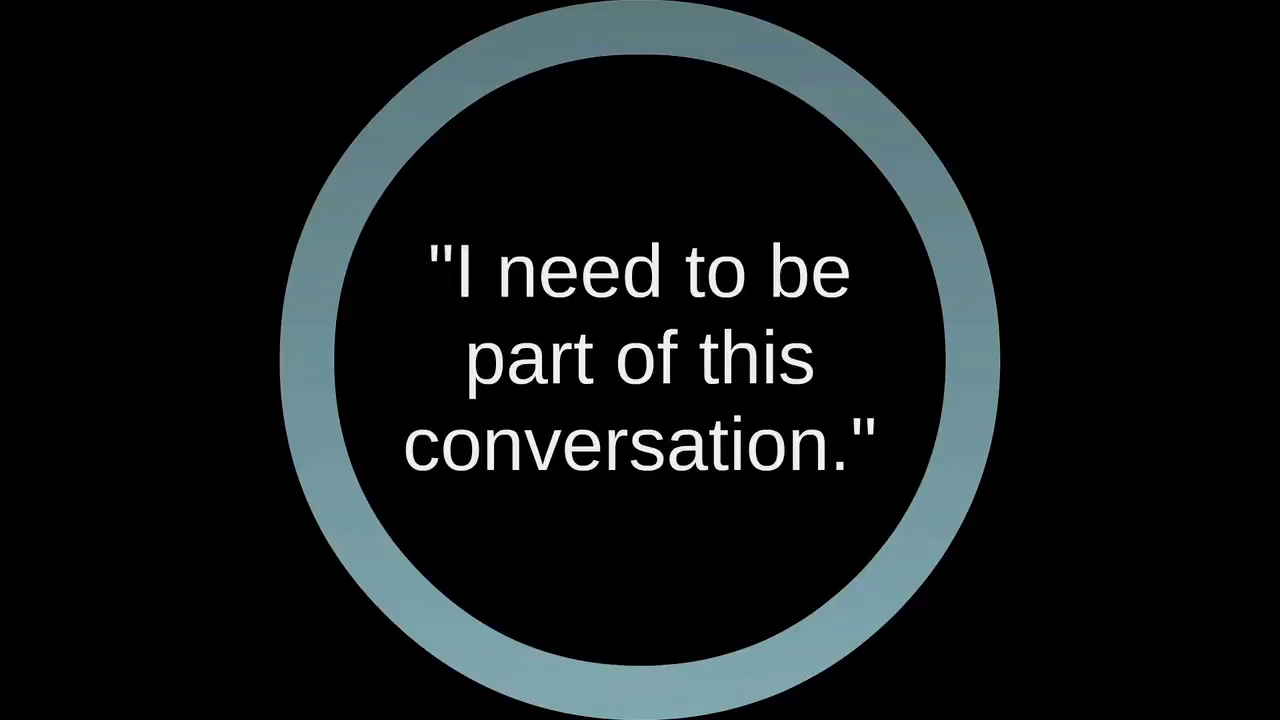 "I need to be
part of this
conversation."